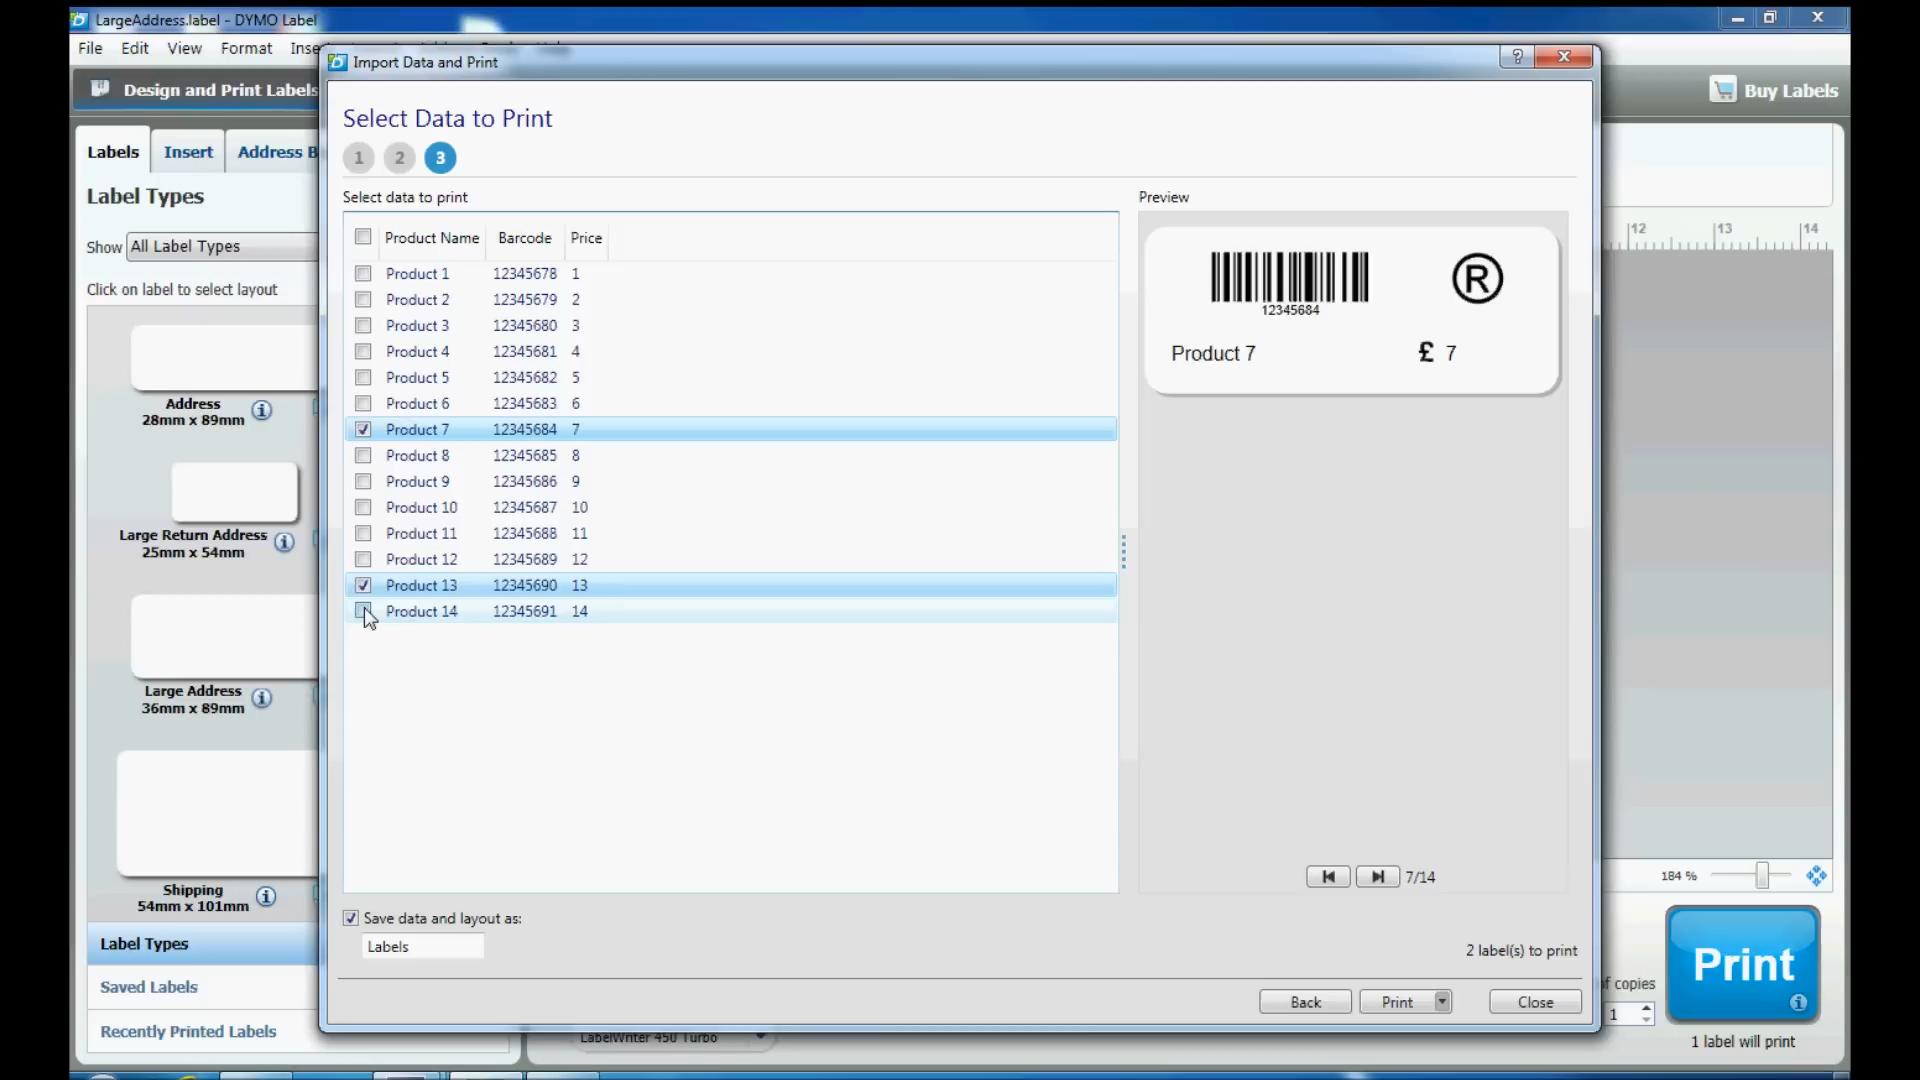 LargeAddress.label - DYMO Label
File Edit View Format
Import Data and Print
Design and Print Labels
Buy Labels
Labels Insert Address
Select Data to Print
1 2 3
Label Types
Show All Label Types
Click on label to select layout
Address
28mm x 89mm
Large Return Address
25mm x 54mm
Large Address
36mm x 89mm
Shipping
54mm x 101mm
Label Types
Saved Labels
Recently Printed Labels
Select data to print
Product Name Barcode Price
Product 1 12345678 1
Product 2 12345679 2
Product 3 12345680 3
Product 4 12345681 4
Product 5 12345682 5
Product 6 12345683 6
Product 7 12345684 7
Product 8 12345685 8
Product 9 12345686 9
Product 10 12345687 10
Product 11 12345688 11
Product 12 12345689 12
Product 13 12345690 13
Product 14 12345691 14
Preview
12345684
®
Product 7 £ 7
7/14
Save data and layout as:
Labels
2 label(s) to print
Back Print Close
12 13 14
184 %
Print
of copies
1
1 label will print
LabelWriter 450 Turbo